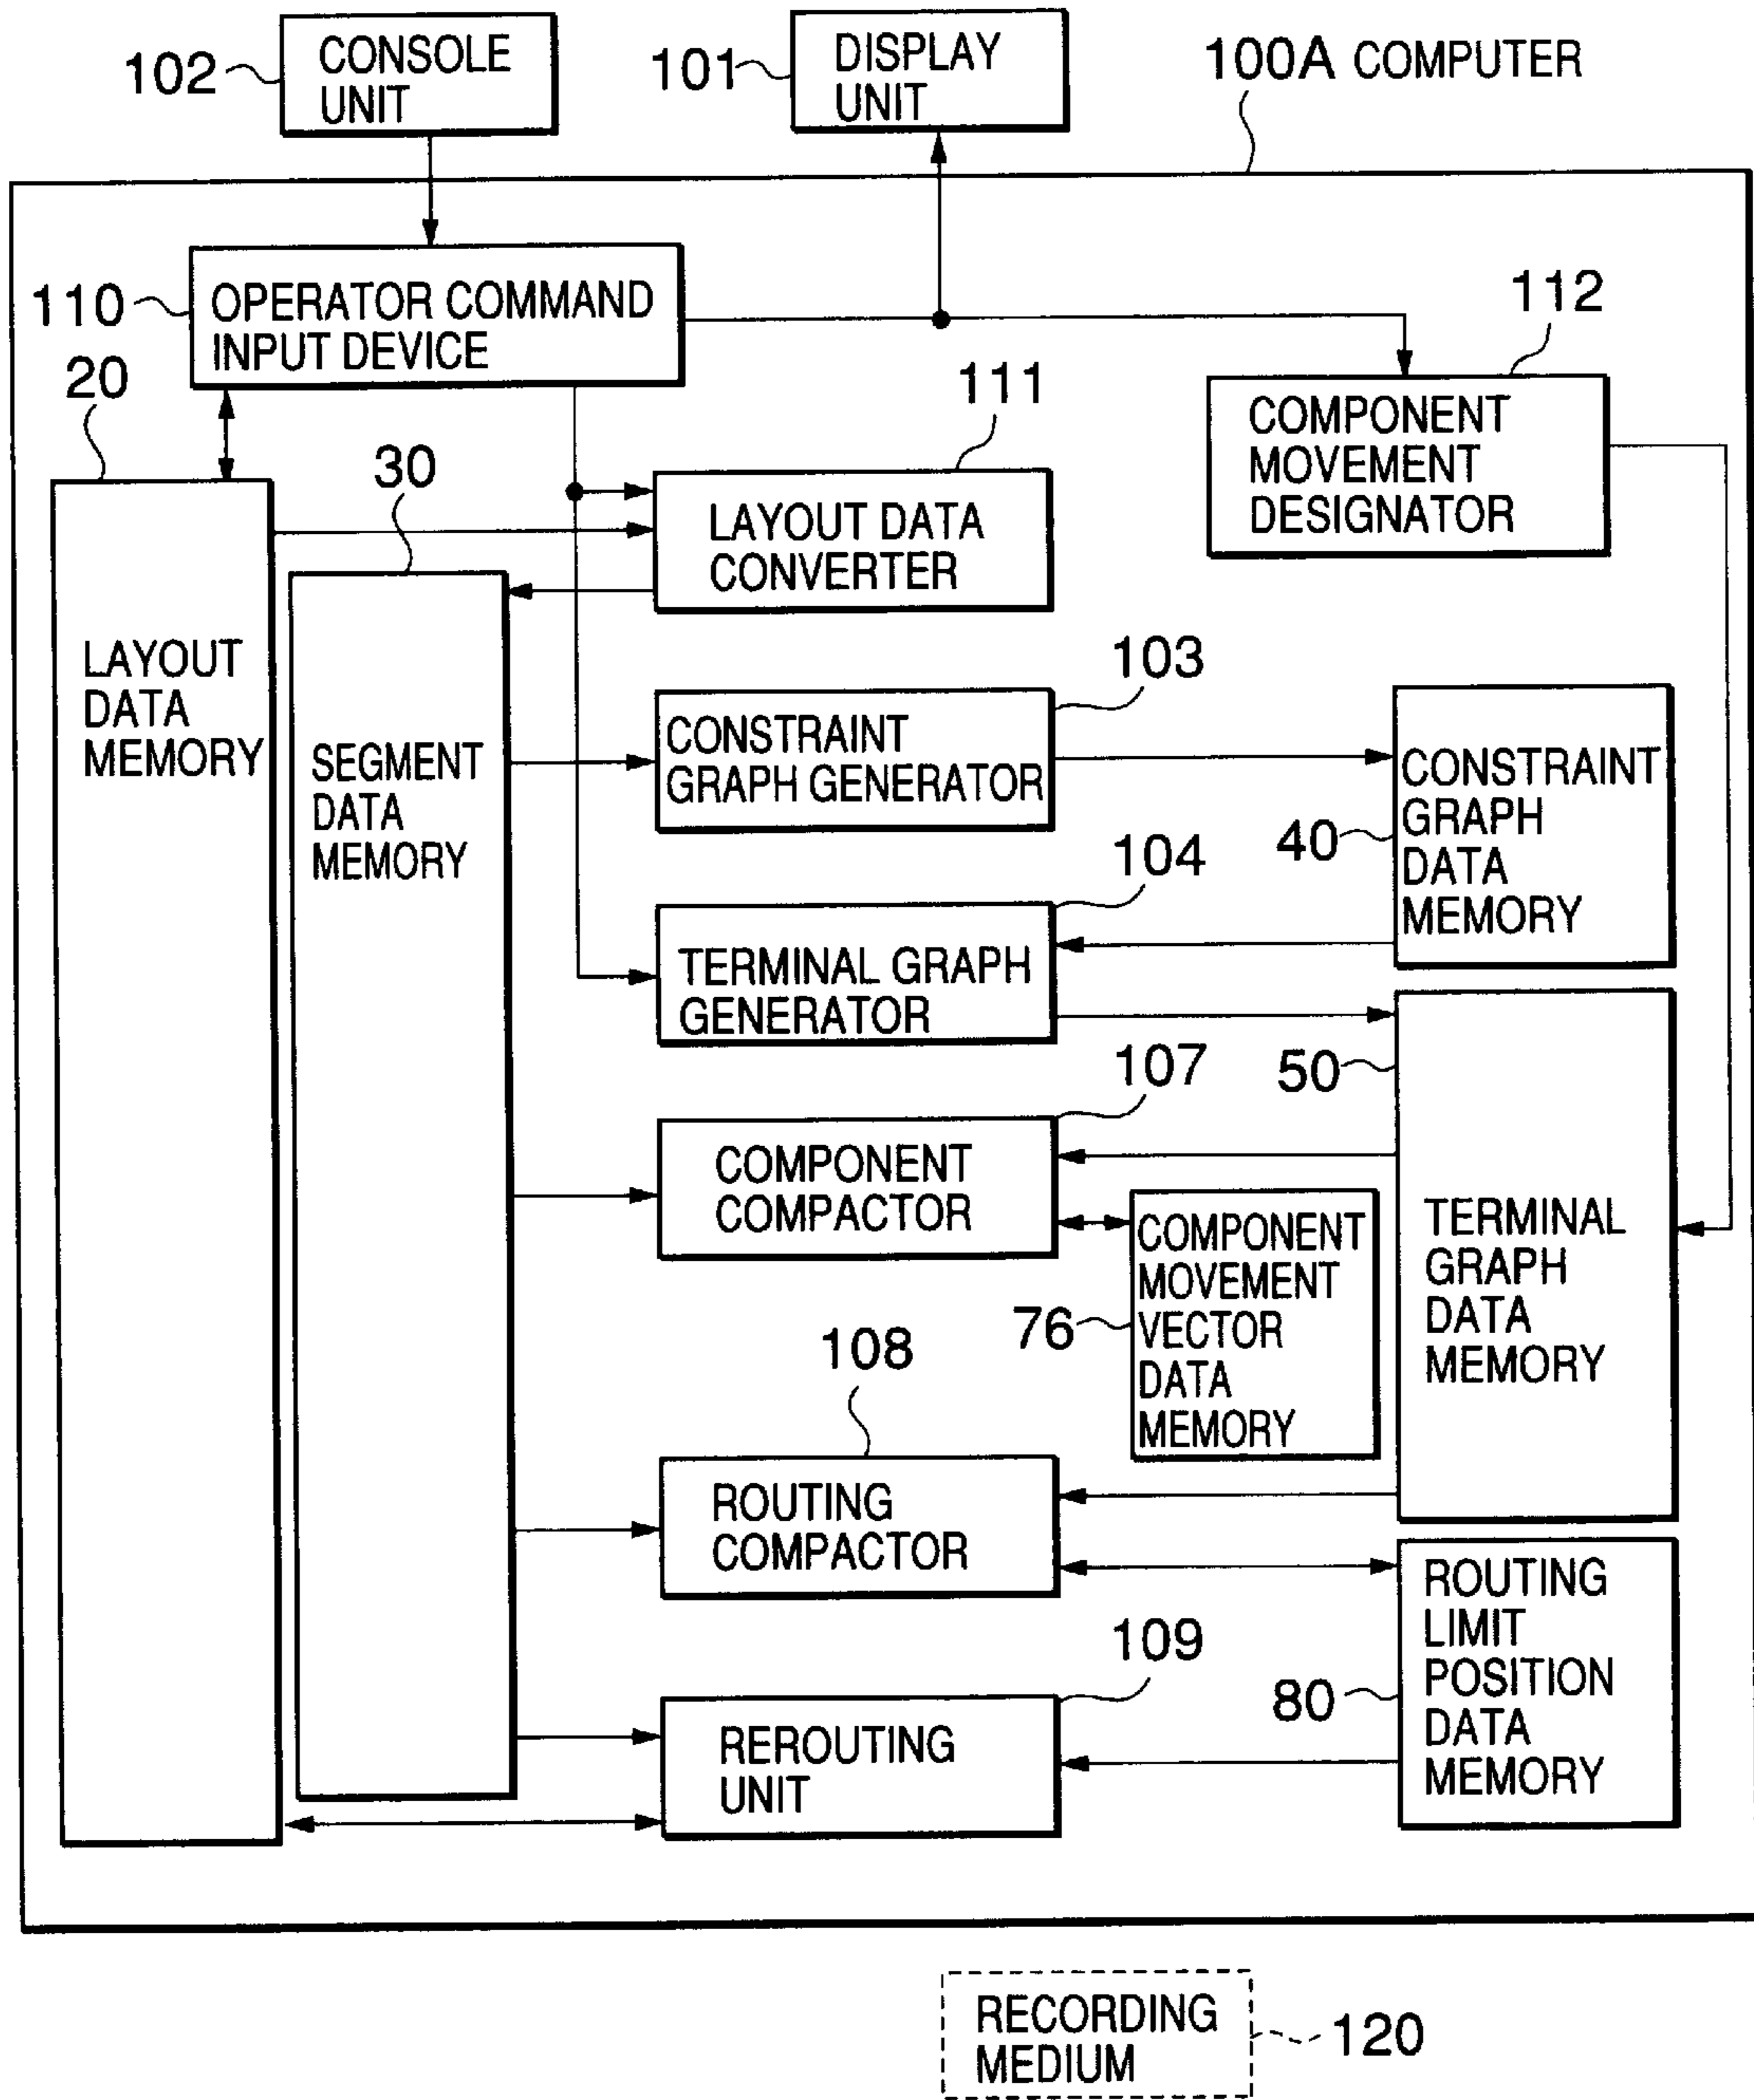 102
CONSOLE
UNIT
101
DISPLAY
UNIT
100A COMPUTER
110
OPERATOR COMMAND
INPUT DEVICE
112
COMPONENT
MOVEMENT
DESIGNATOR
20
LAYOUT
DATA
MEMORY
30
SEGMENT
DATA
MEMORY
111
LAYOUT DATA
CONVERTER
103
CONSTRAINT
GRAPH GENERATOR
40
CONSTRAINT
GRAPH
DATA
MEMORY
104
TERMINAL GRAPH
GENERATOR
50
TERMINAL
GRAPH
DATA
MEMORY
107
COMPONENT
COMPACTOR
76
COMPONENT
MOVEMENT
VECTOR
DATA
MEMORY
108
ROUTING
COMPACTOR
80
ROUTING
LIMIT
POSITION
DATA
MEMORY
109
REROUTING
UNIT
RECORDING
MEDIUM
120